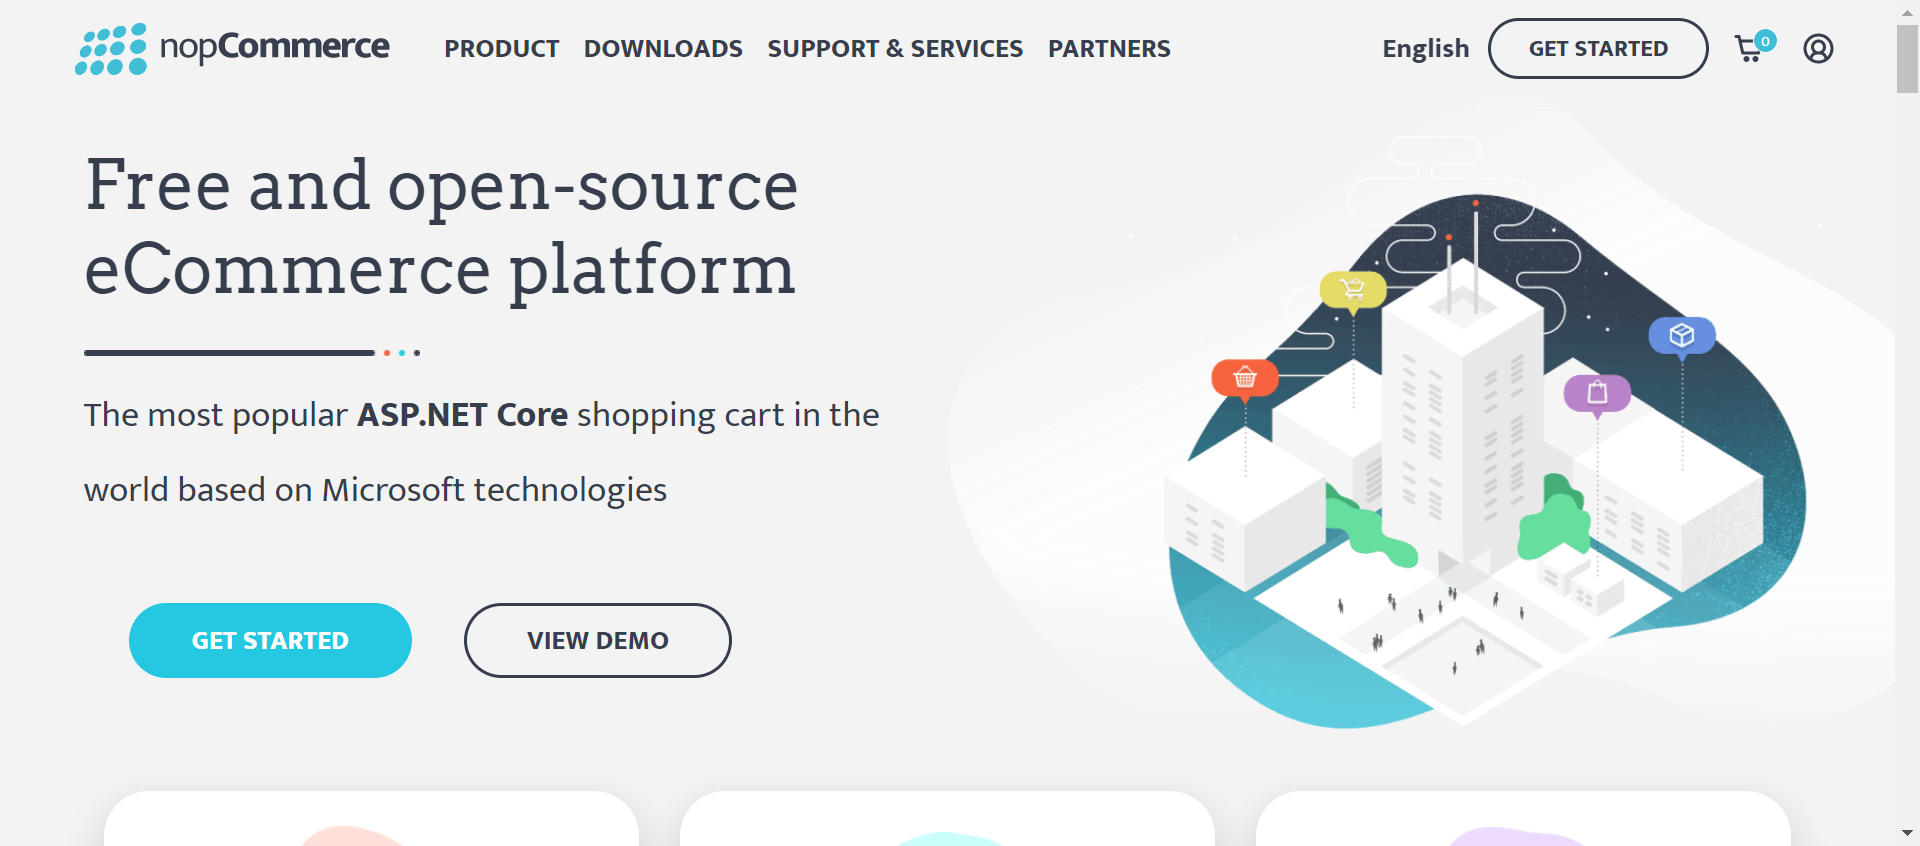 nopCommerce
PRODUCT DOWNLOADS SUPPORT & SERVICES PARTNERS
English GET STARTED 0
Free and open-source
eCommerce platform
The most popular ASP.NET Core shopping cart in the
world based on Microsoft technologies
GET STARTED VIEW DEMO